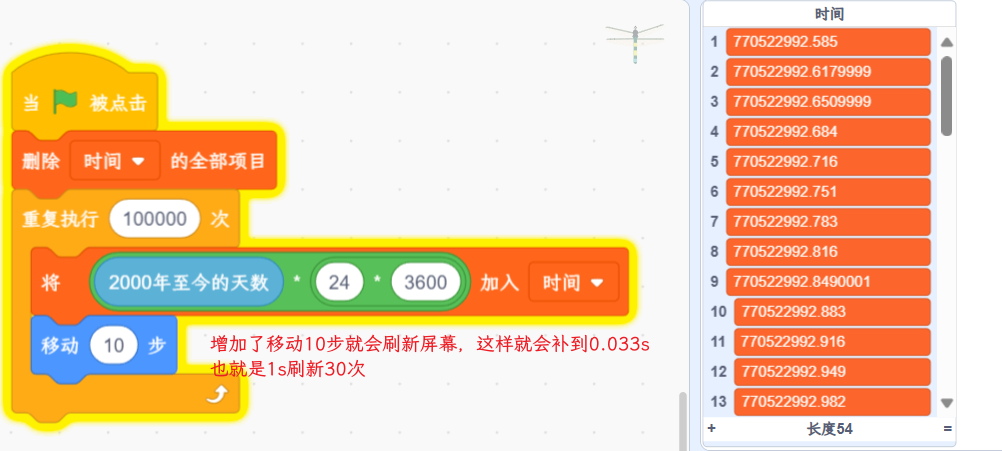 当 被点击
删除 时间 的全部项目
重复执行 100000 次
将 2000年至今的天数 * 24 * 3600 加入 时间
移动 10 步
增加了移动10步就会刷新屏幕，这样就会补到0.033s
也就是1s刷新30次
时间
1 770522992.585
2 770522992.6179999
3 770522992.6509999
4 770522992.684
5 770522992.716
6 770522992.751
7 770522992.783
8 770522992.816
9 770522992.8490001
10 770522992.883
11 770522992.916
12 770522992.949
13 770522992.982
+ 长度54 =